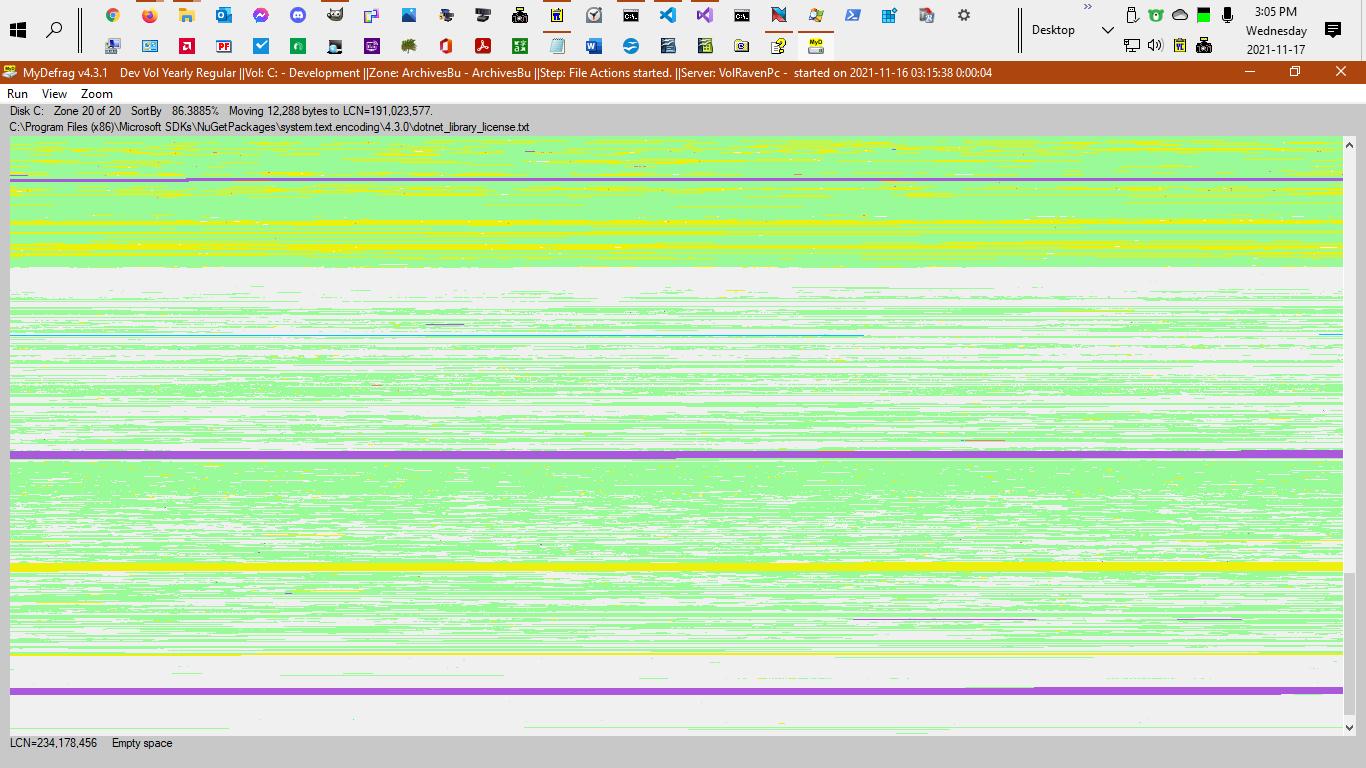 3:05 PM
Desktop
Wednesday
2021-11-17
MyDefrag v4.3.1 Dev Vol Yearly Regular ||Vol: C: - Development ||Zone: ArchivesBu - ArchivesBu ||Step: File Actions started. ||Server: VolRavenPc - started on 2021-11-16 03:15:38 0:00:04
Run View Zoom
Disk C: Zone 20 of 20 SortBy 86.3885% Moving 12,288 bytes to LCN=191,023,577.
C:\Program Files (x86)\Microsoft SDKs\NuGetPackages\system.text.encoding\4.3.0\dotnet_library_license.txt
LCN=234,178,456 Empty space